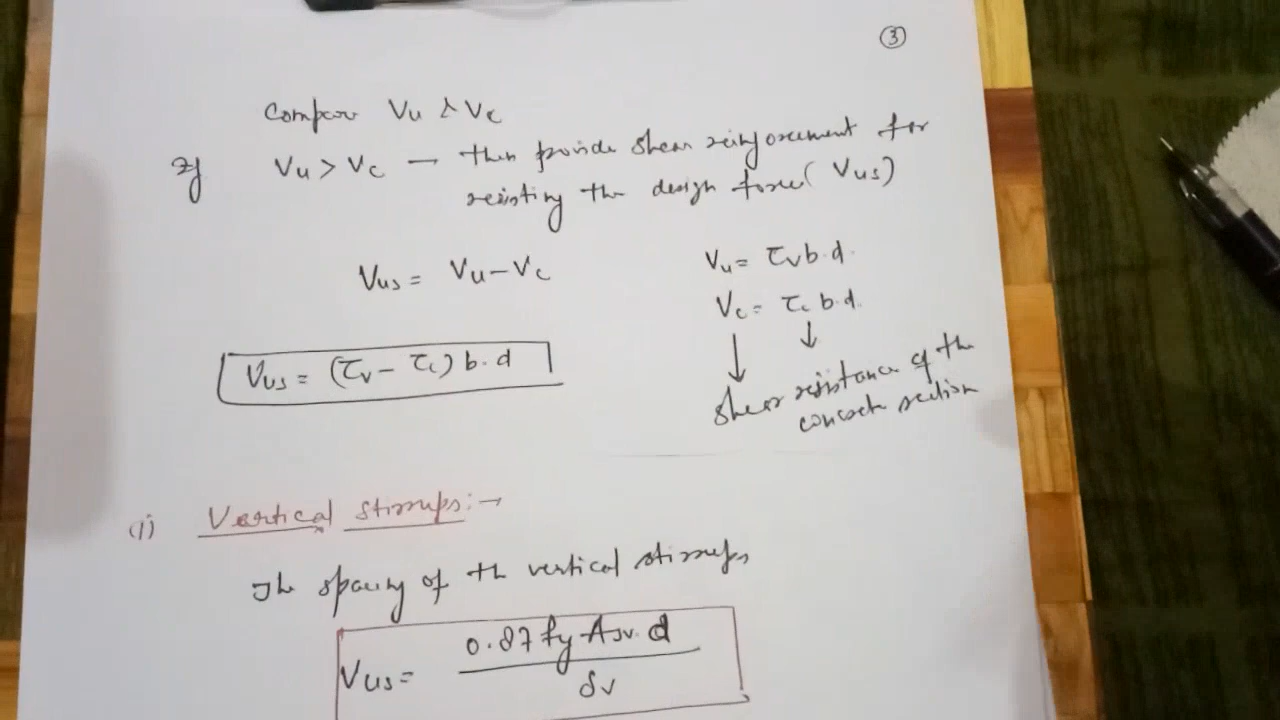 ③
Compare Vu & Vc
If Vu > Vc — then provide shear reinforcement for
resisting the design force (Vus)
Vus = Vu - Vc
Vu = τv b.d.
Vc = τc b.d.
↓ ↓
Shear resistance of the
concrete section
Vus = (τv - τc) b.d
(1) Vertical Stirrups:→
The spacing of the vertical stirrups
Vus = 0.87 fy Asv. d
Sv